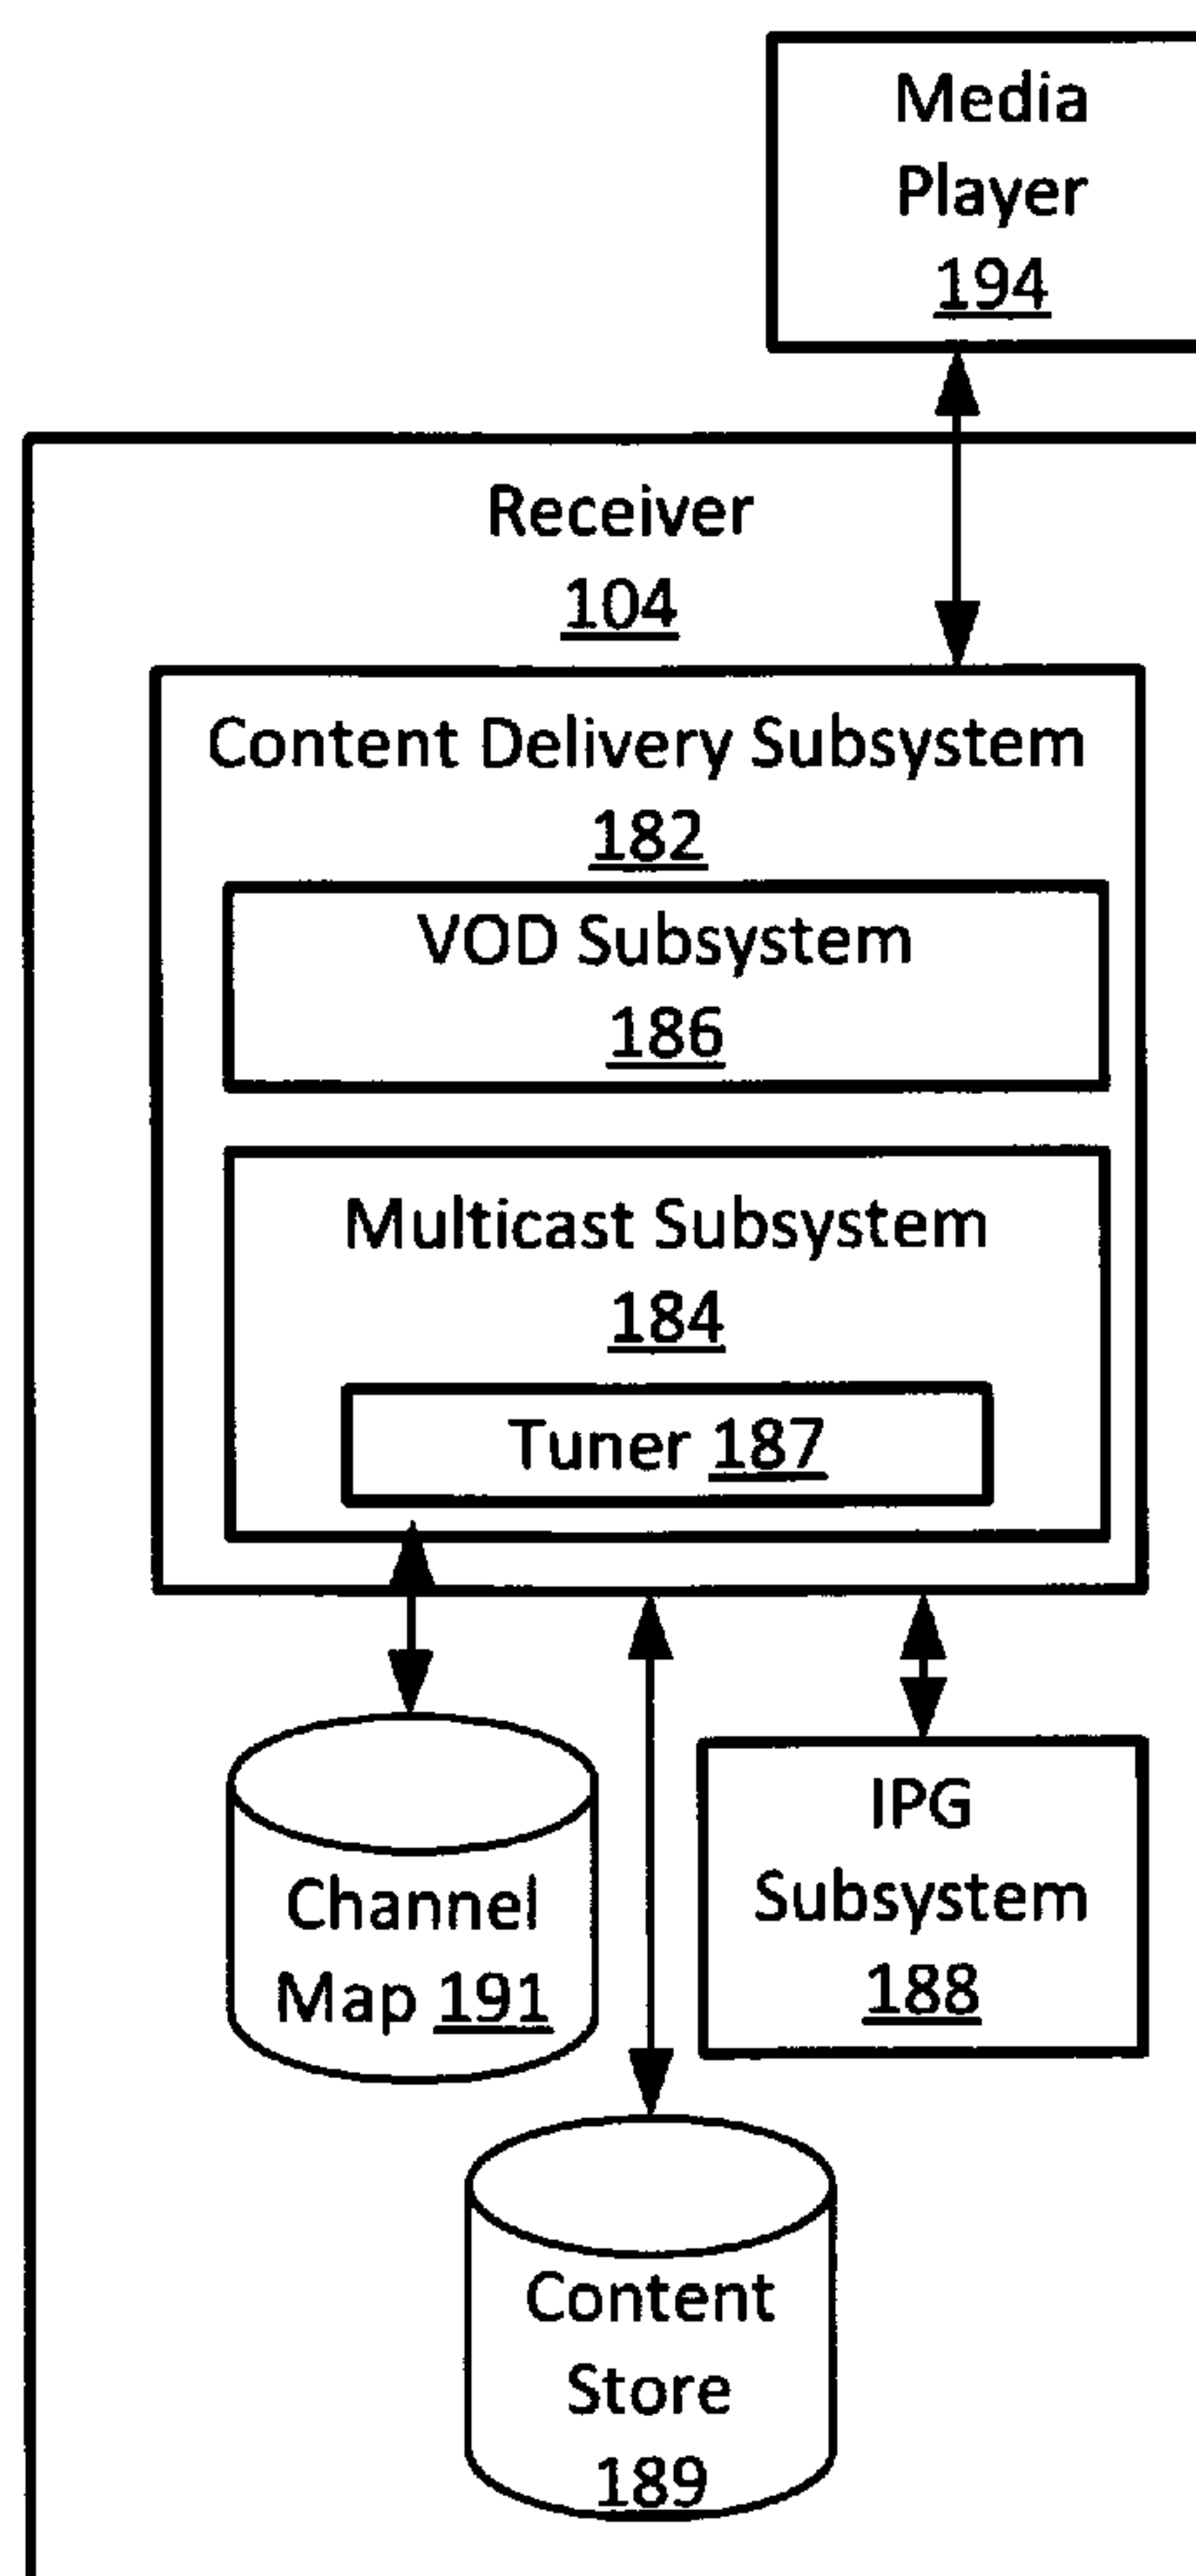 Media
Player
194
Receiver
104
Content Delivery Subsystem
182
VOD Subsystem
186
Multicast Subsystem
184
Tuner 187
Channel
Map 191
IPG
Subsystem
188
Content
Store
189